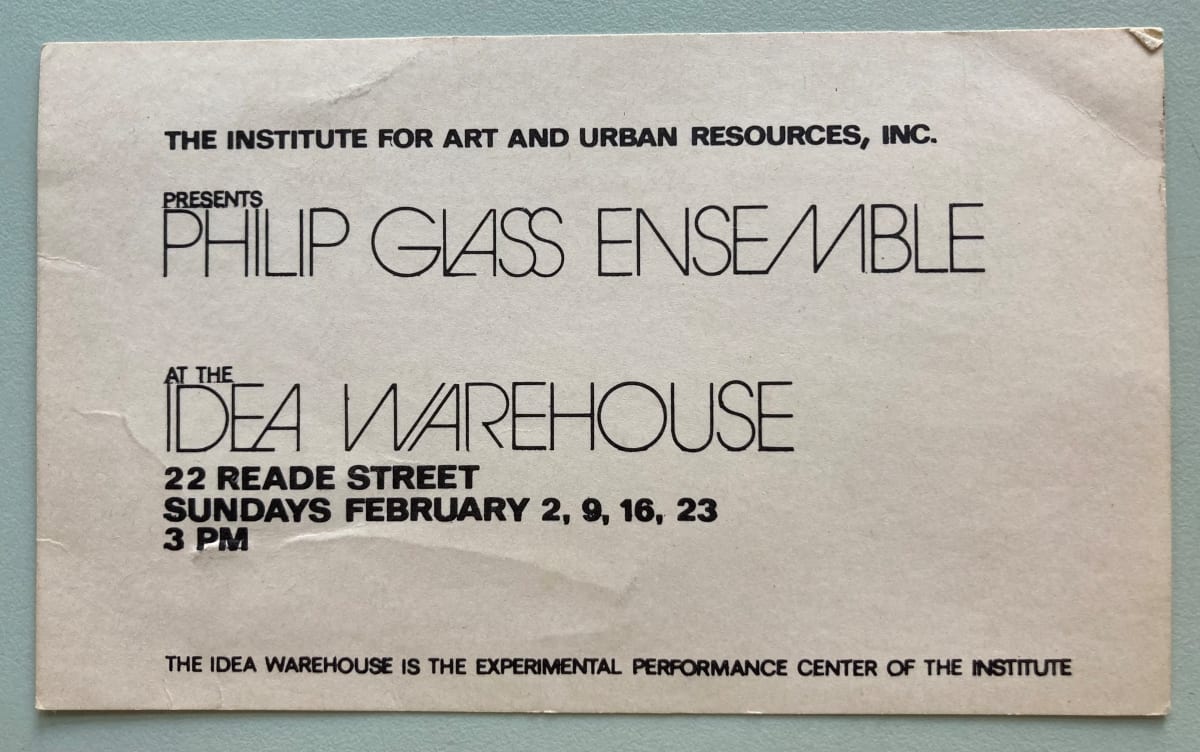 THE INSTITUTE FOR ART AND URBAN RESOURCES, INC.
PRESENTS
PHILIP GLASS ENSEMBLE
AT THE
IDEA WAREHOUSE
22 READE STREET
SUNDAYS FEBRUARY 2, 9, 16, 23
3 PM
THE IDEA WAREHOUSE IS THE EXPERIMENTAL PERFORMANCE CENTER OF THE INSTITUTE